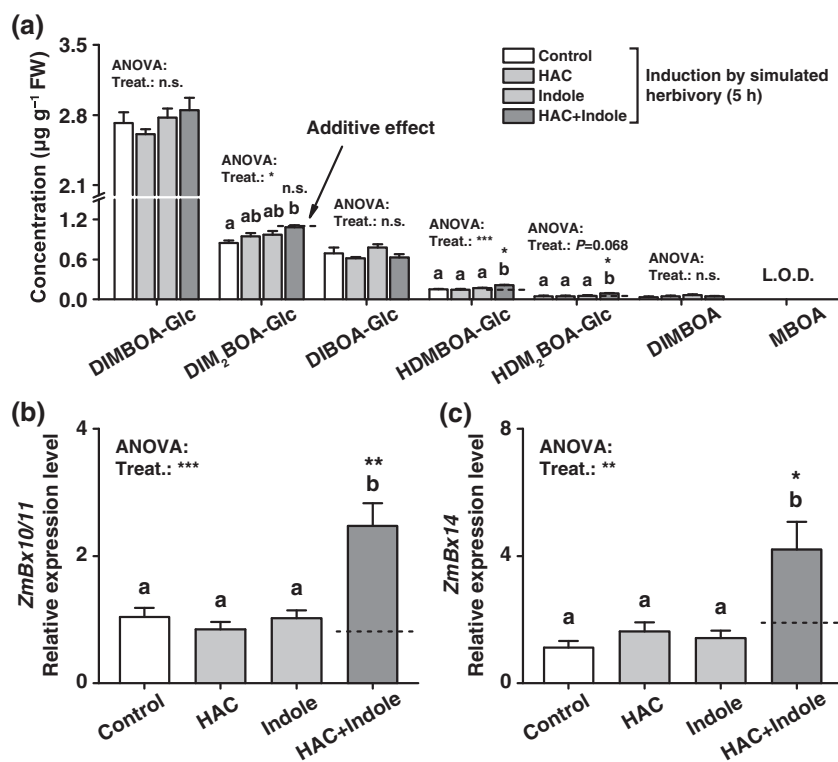 (a)
3.5
2.8
2.1
1.2
0.6
0.0
Concentration (µg g⁻¹ FW)
ANOVA:
Treat.: n.s.
Control
HAC
Indole
HAC+Indole
Induction by simulated
herbivory (5 h)
Additive effect
ANOVA:
Treat.: *
n.s.
a ab ab b
ANOVA:
Treat.: n.s.
ANOVA:
Treat.: ***
*
a a a b
ANOVA:
Treat.: P=0.068
*
a a a b
ANOVA:
Treat.: n.s.
L.O.D.
DIMBOA-Glc
DIM₂BOA-Glc
DIBOA-Glc
HDMBOA-Glc
HDM₂BOA-Glc
DIMBOA
MBOA
(b)
ZmBx10/11
Relative expression level
4
2
0
ANOVA:
Treat.: ***
**
a a a b
Control
HAC
Indole
HAC+Indole
(c)
ZmBx14
Relative expression level
8
4
0
ANOVA:
Treat.: **
*
a a a b
Control
HAC
Indole
HAC+Indole